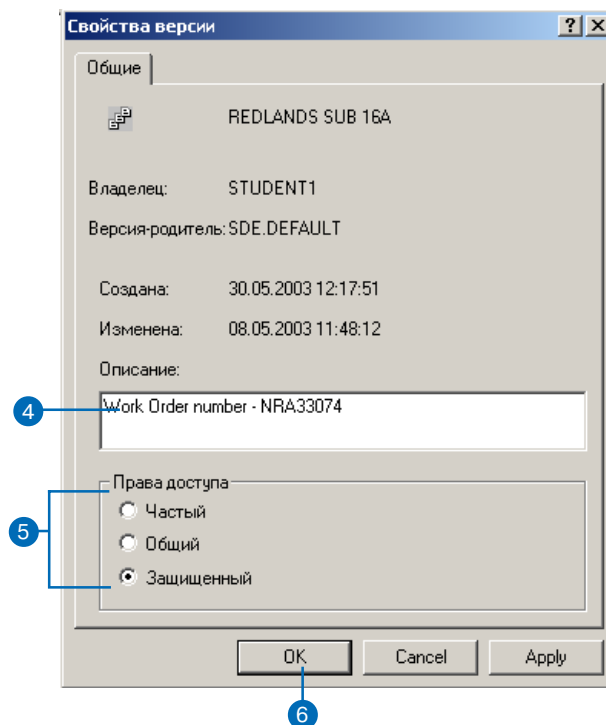 Свойства версии
Общие
REDLANDS SUB 16A
Владелец: STUDENT1
Версия-родитель: SDE.DEFAULT
Создана: 30.05.2003 12:17:51
Изменена: 08.05.2003 11:48:12
Описание:
4
Work Order number - NRA33074
Права доступа
5
Частый
Общий
Защищенный
OK Cancel Apply
6